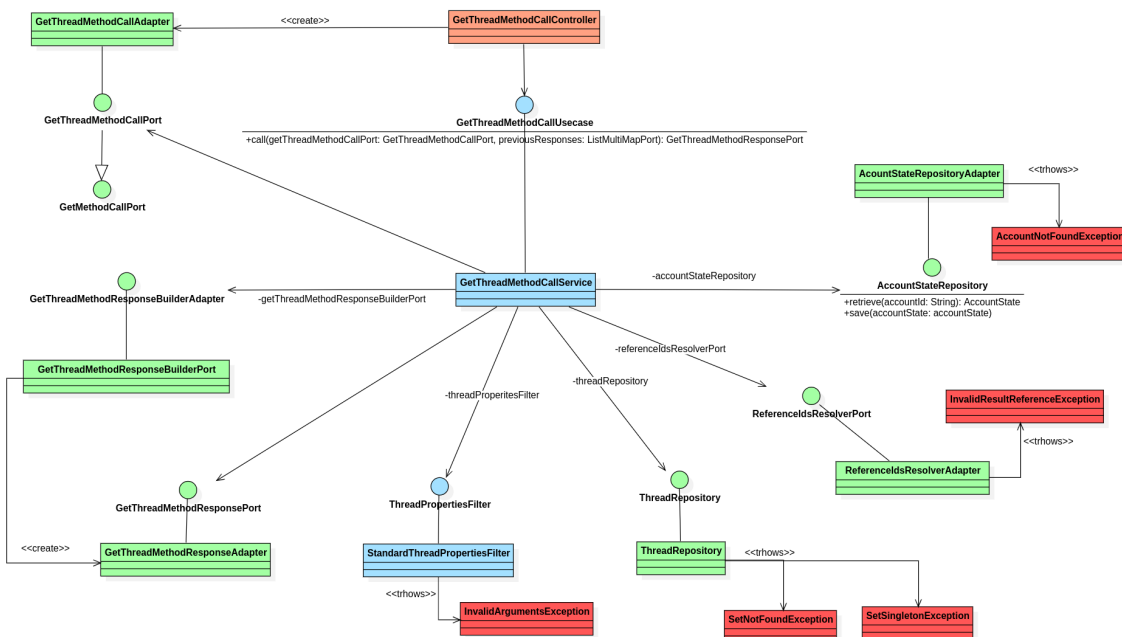 GetThreadMethodCallAdapter
<<create>>
GetThreadMethodCallController
GetThreadMethodCallPort
GetThreadMethodCallUsecase
+call(getThreadMethodCallPort: GetThreadMethodCallPort, previousResponses: ListMultiMapPort): GetThreadMethodResponsePort
GetMethodCallPort
AcountStateRepositoryAdapter
<<trhows>>
AccountNotFoundException
GetThreadMethodCallService
-accountStateRepository
AccountStateRepository
+retrieve(accountId: String): AccountState
+save(accountState: accountState)
GetThreadMethodResponseBuilderAdapter
-getThreadMethodResponseBuilderPort
GetThreadMethodResponseBuilderPort
-referenceIdsResolverPort
-threadRepository
-threadProperitesFilter
ReferenceIdsResolverPort
InvalidResultReferenceException
<<trhows>>
ReferenceIdsResolverAdapter
GetThreadMethodResponsePort
ThreadPropertiesFilter
ThreadRepository
<<create>>
GetThreadMethodResponseAdapter
StandardThreadPropertiesFilter
ThreadRepository
<<trhows>>
<<trhows>>
InvalidArgumentsException
SetNotFoundException
SetSingletonException